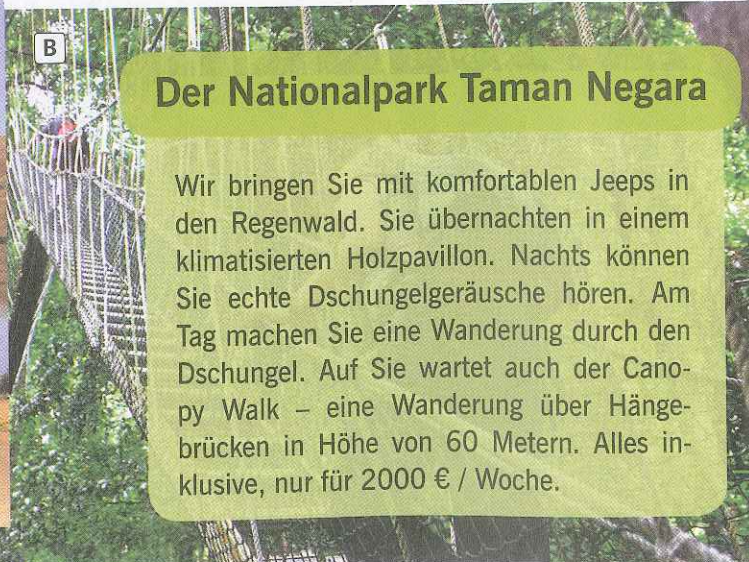 B
Der Nationalpark Taman Negara
Wir bringen Sie mit komfortablen Jeeps in
den Regenwald. Sie übernachten in einem
klimatisierten Holzpavillon. Nachts können
Sie echte Dschungelgeräusche hören. Am
Tag machen Sie eine Wanderung durch den
Dschungel. Auf Sie wartet auch der Cano-
py Walk – eine Wanderung über Hänge-
brücken in Höhe von 60 Metern. Alles in-
klusive, nur für 2000 € / Woche.